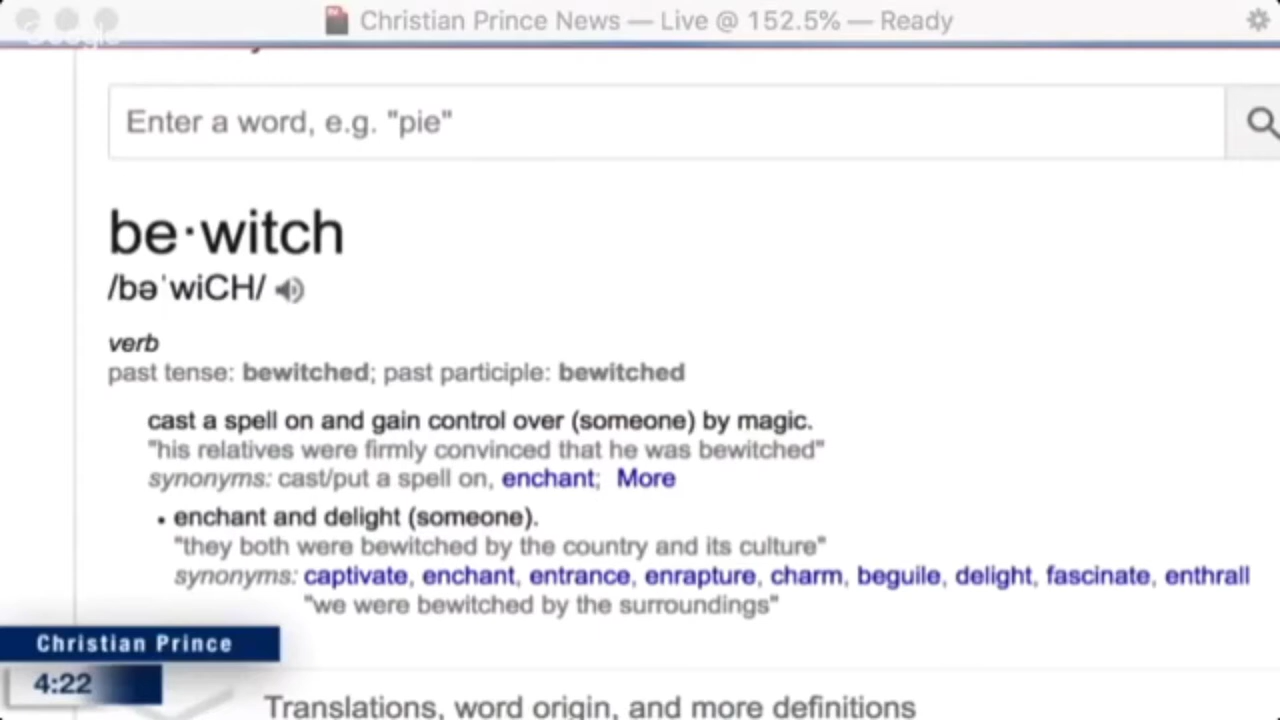 Christian Prince News — Live @ 152.5% — Ready
Google
Enter a word, e.g. "pie"
be·witch
/bəˈwiCH/
verb
past tense: bewitched; past participle: bewitched
cast a spell on and gain control over (someone) by magic.
"his relatives were firmly convinced that he was bewitched"
synonyms: cast/put a spell on, enchant; More
• enchant and delight (someone).
"they both were bewitched by the country and its culture"
synonyms: captivate, enchant, entrance, enrapture, charm, beguile, delight, fascinate, enthrall
"we were bewitched by the surroundings"
Christian Prince
4:22
Translations, word origin, and more definitions